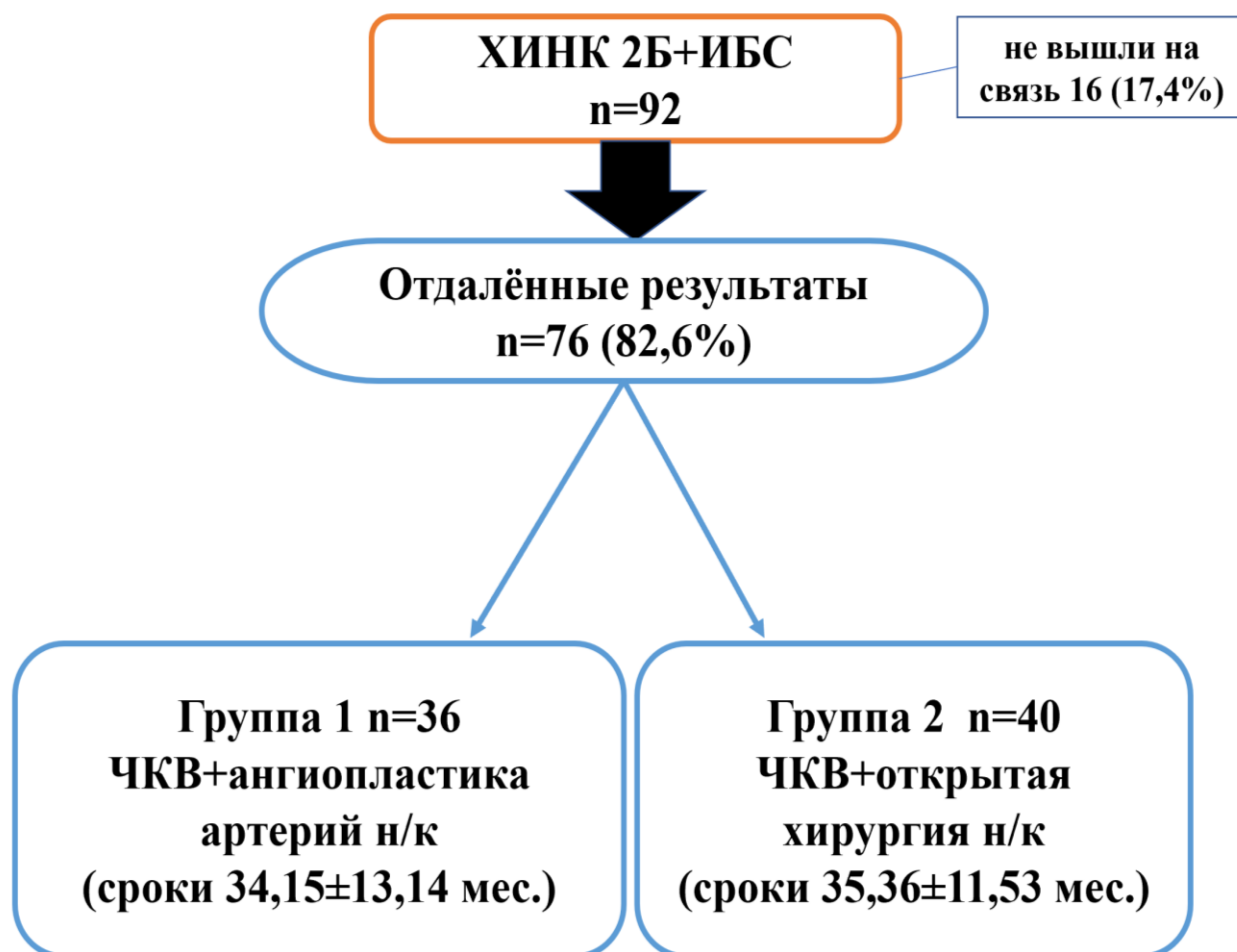 ХИНК 2Б+ИБС
n=92
не вышли на
связь 16 (17,4%)
Отдалённые результаты
n=76 (82,6%)
Группа 1 n=36
ЧКВ+ангиопластика
артерий н/к
(сроки 34,15±13,14 мес.)
Группа 2 n=40
ЧКВ+открытая
хирургия н/к
(сроки 35,36±11,53 мес.)